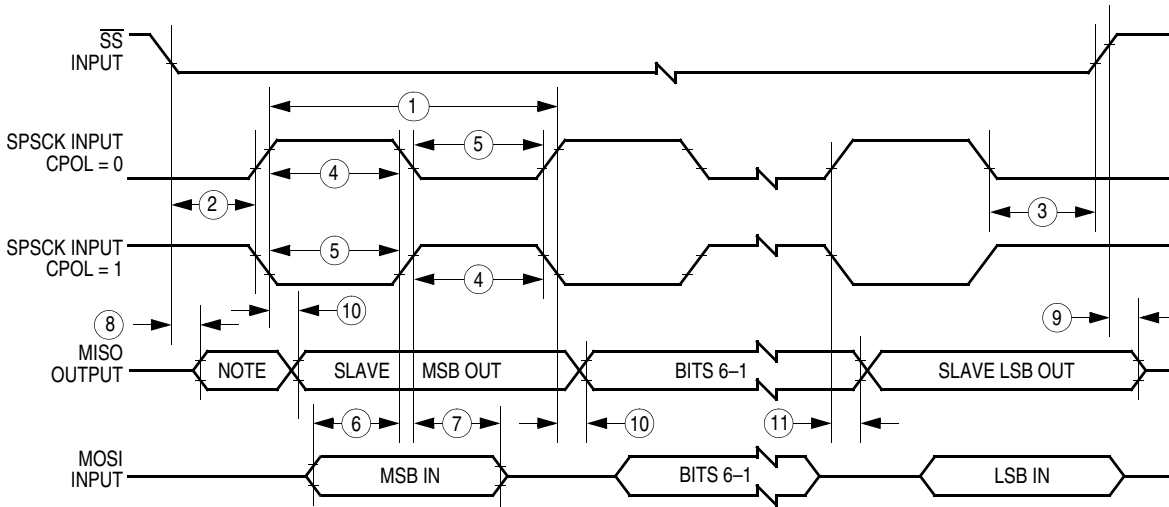 SS
INPUT
1
SPSCK INPUT
CPOL = 0
5
4
2
3
SPSCK INPUT
CPOL = 1
5
4
8
10
9
MISO
OUTPUT
NOTE
SLAVE MSB OUT
BITS 6–1
SLAVE LSB OUT
6
7
10
11
MOSI
INPUT
MSB IN
BITS 6–1
LSB IN